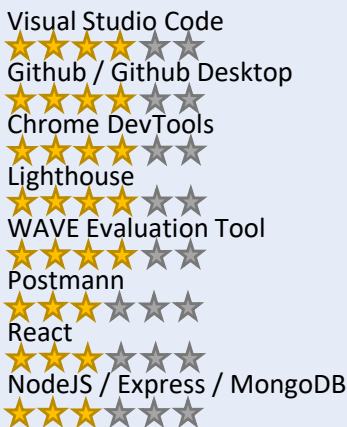 Visual Studio Code
Github / Github Desktop
Chrome DevTools
Lighthouse
WAVE Evaluation Tool
Postmann
React
NodeJS / Express / MongoDB